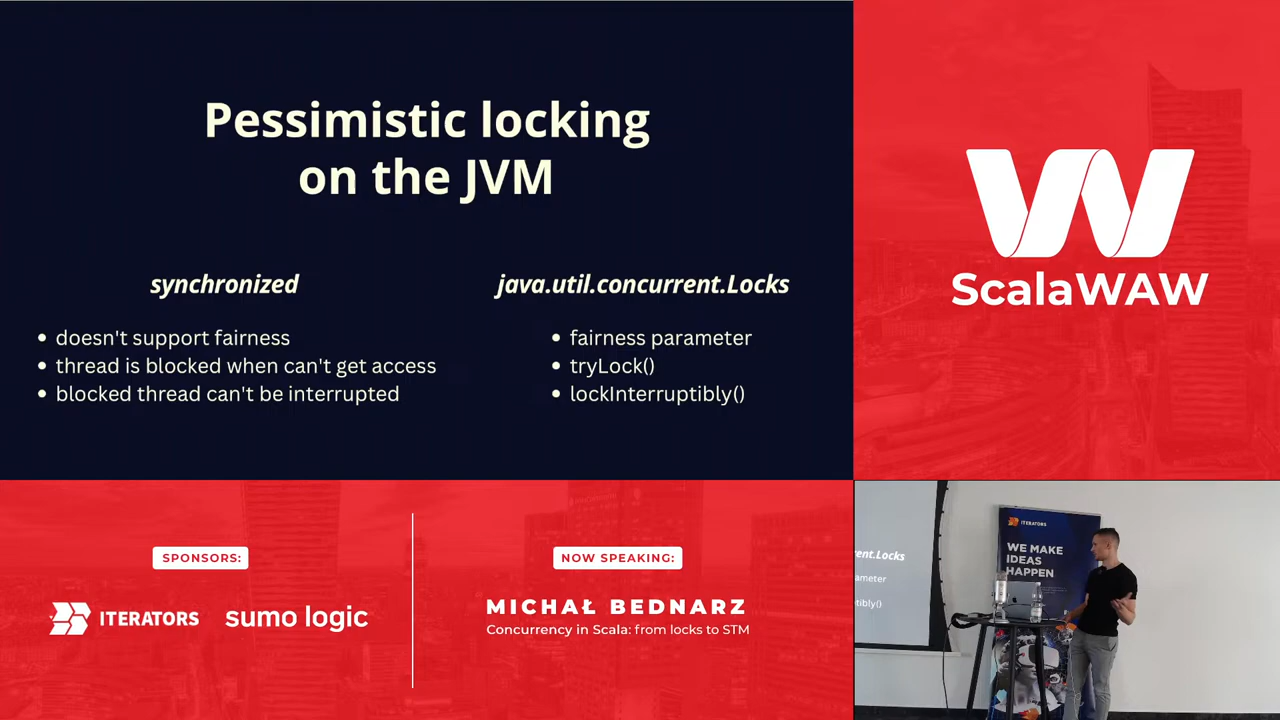 Pessimistic locking
on the JVM
synchronized
• doesn't support fairness
• thread is blocked when can't get access
• blocked thread can't be interrupted
java.util.concurrent.Locks
• fairness parameter
• tryLock()
• lockInterruptibly()
ScalaWAW
SPONSORS:
ITERATORS
sumo logic
NOW SPEAKING:
MICHAŁ BEDNARZ
Concurrency in Scala: from locks to STM
rent.Locks
ameter
tibly()
ITERATORS
WE MAKE
IDEAS
HAPPEN